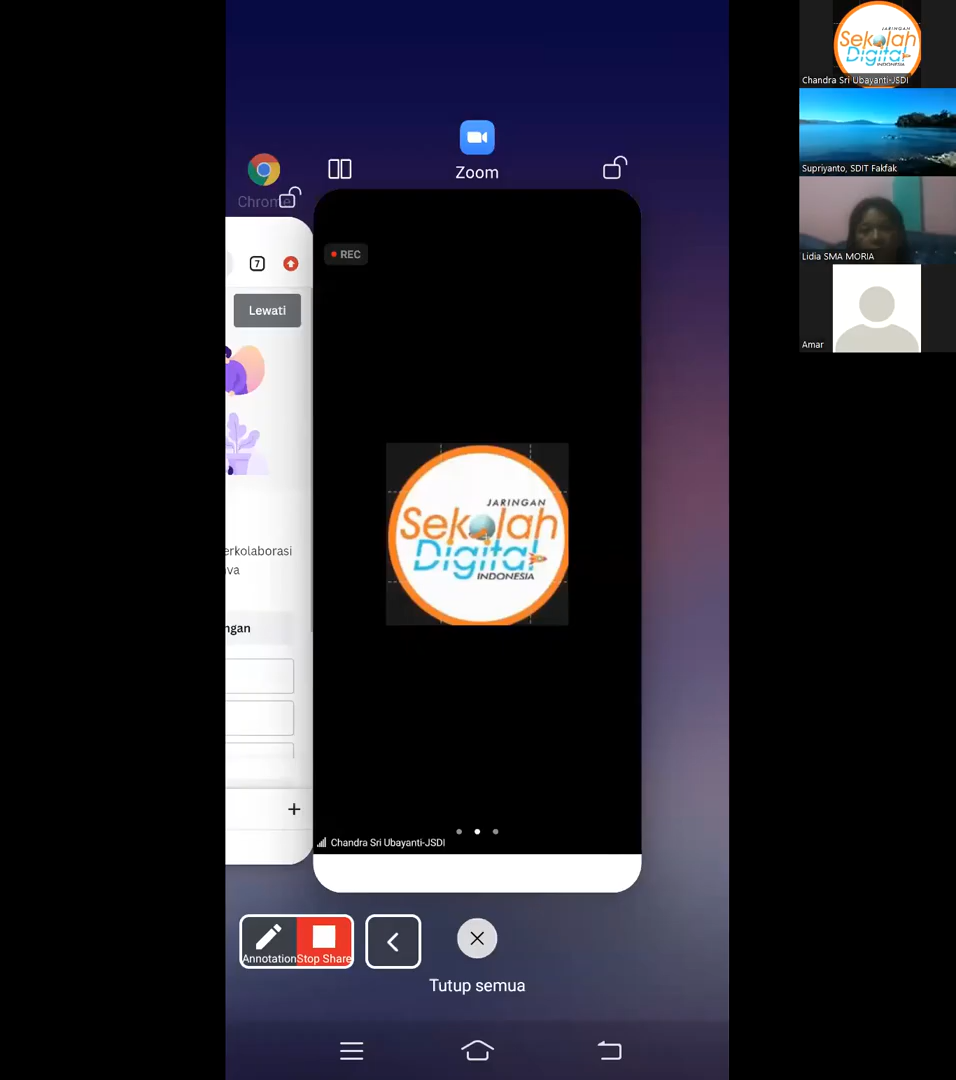 Zoom
Chrome
REC
7
Lewati
erkolaborasi
ngan
JARINGAN
Sekolah
Digital
INDONESIA
Chandra Sri Ubayanti-JSDI
Annotation
Stop Share
Tutup semua
JARINGAN
Sekolah
Digital
INDONESIA
Chandra Sri Ubayanti-JSDI
Supriyanto, SDIT Fakfak
Lidia SMA MORIA
Amar